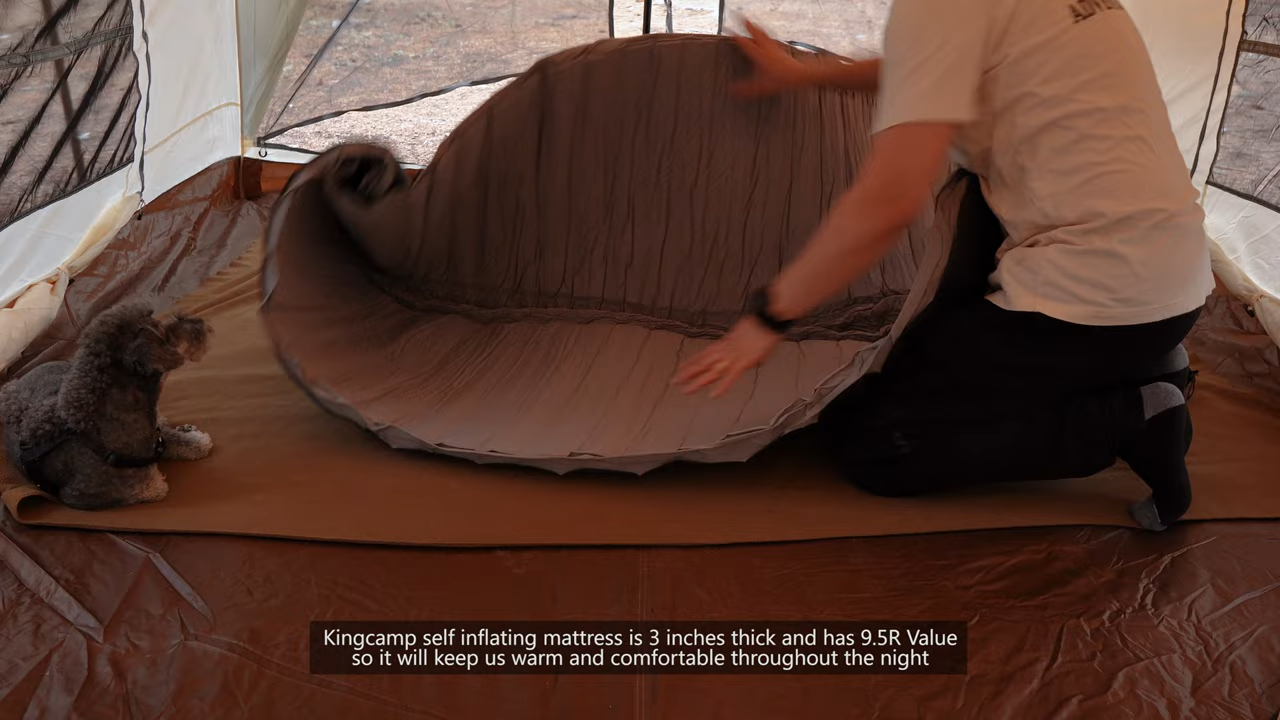 Kingcamp self inflating mattress is 3 inches thick and has 9.5R Value
so it will keep us warm and comfortable throughout the night